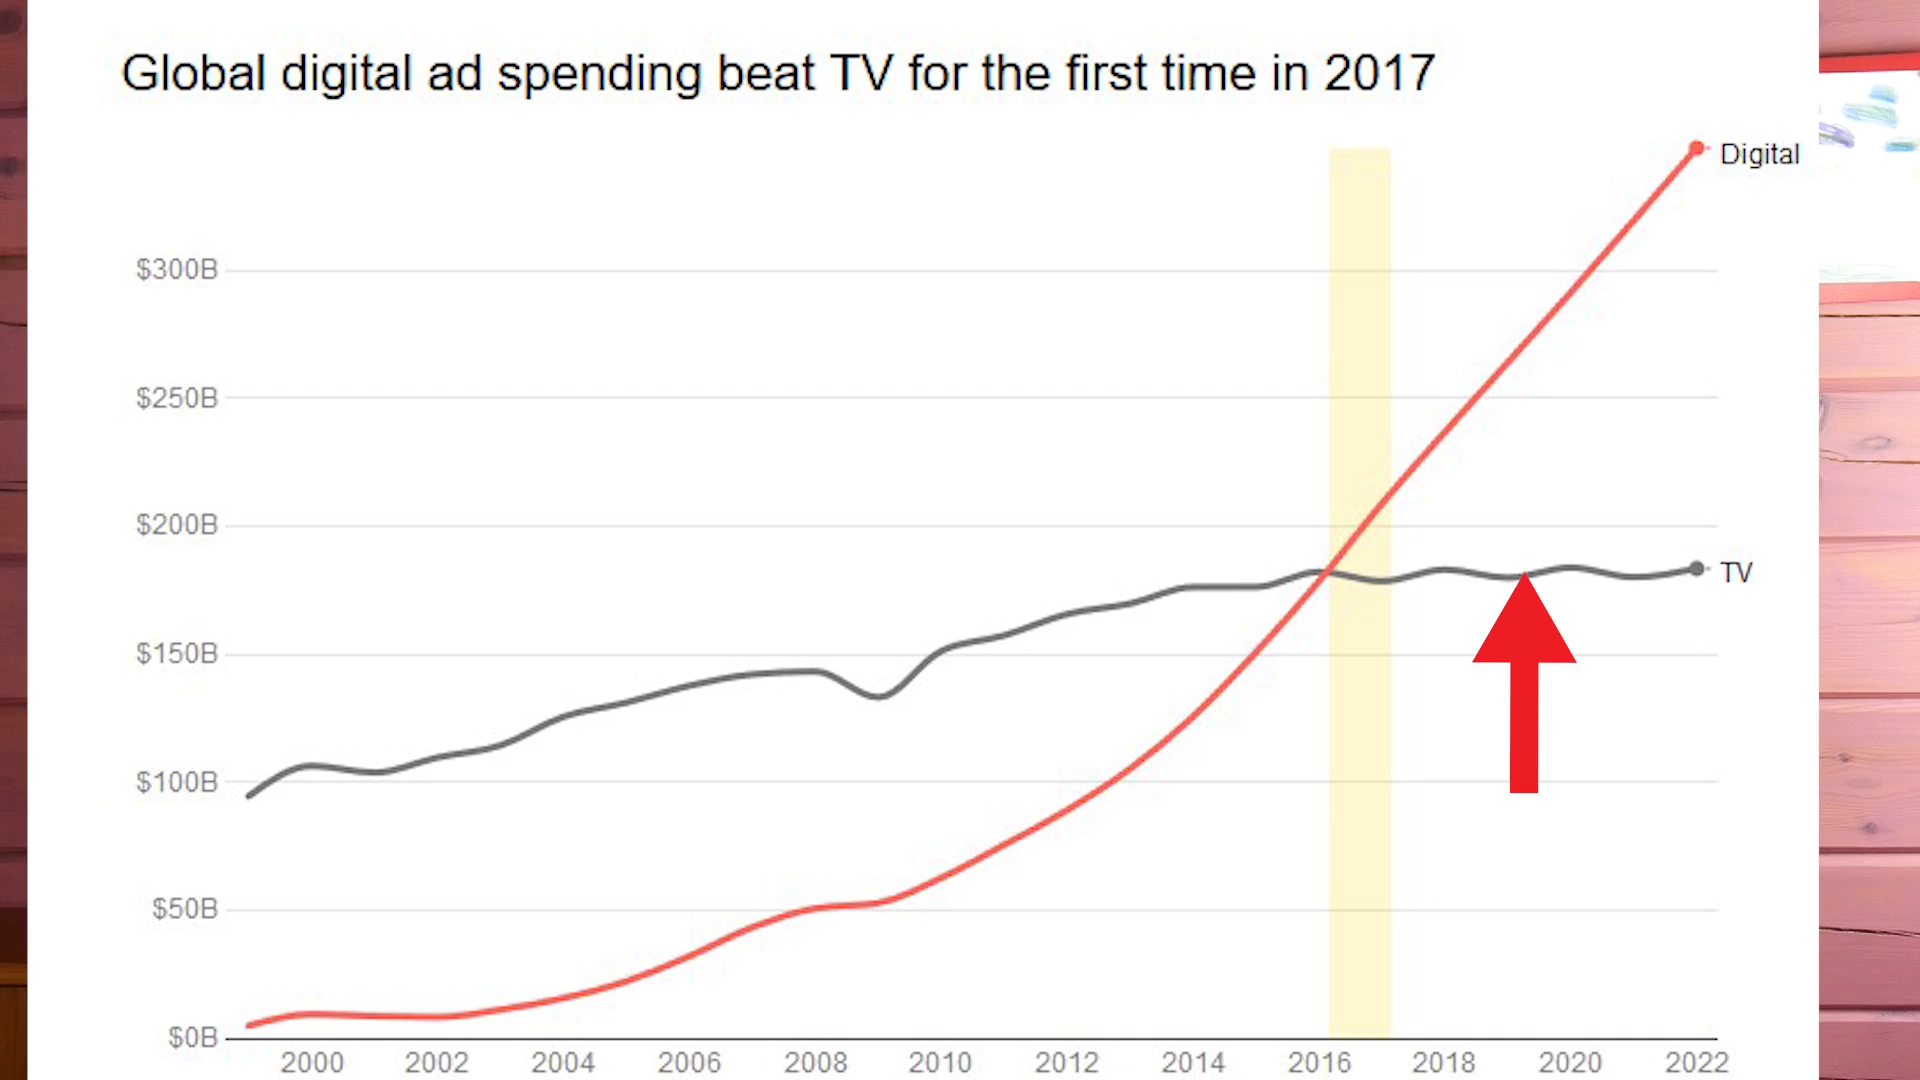 Global digital ad spending beat TV for the first time in 2017
Digital
$300B
$250B
$200B
TV
$150B
$100B
$50B
$0B
2000 2002 2004 2006 2008 2010 2012 2014 2016 2018 2020 2022